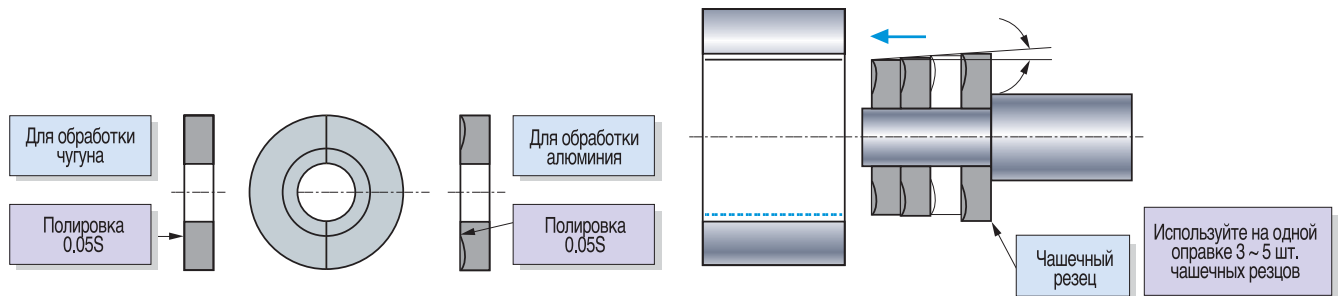 Для обработки
чугуна
Полировка
0,05S
Для обработки
алюминия
Полировка
0,05S
Чашечный
резец
Используйте на одной
оправке 3 ~ 5 шт.
чашечных резцов